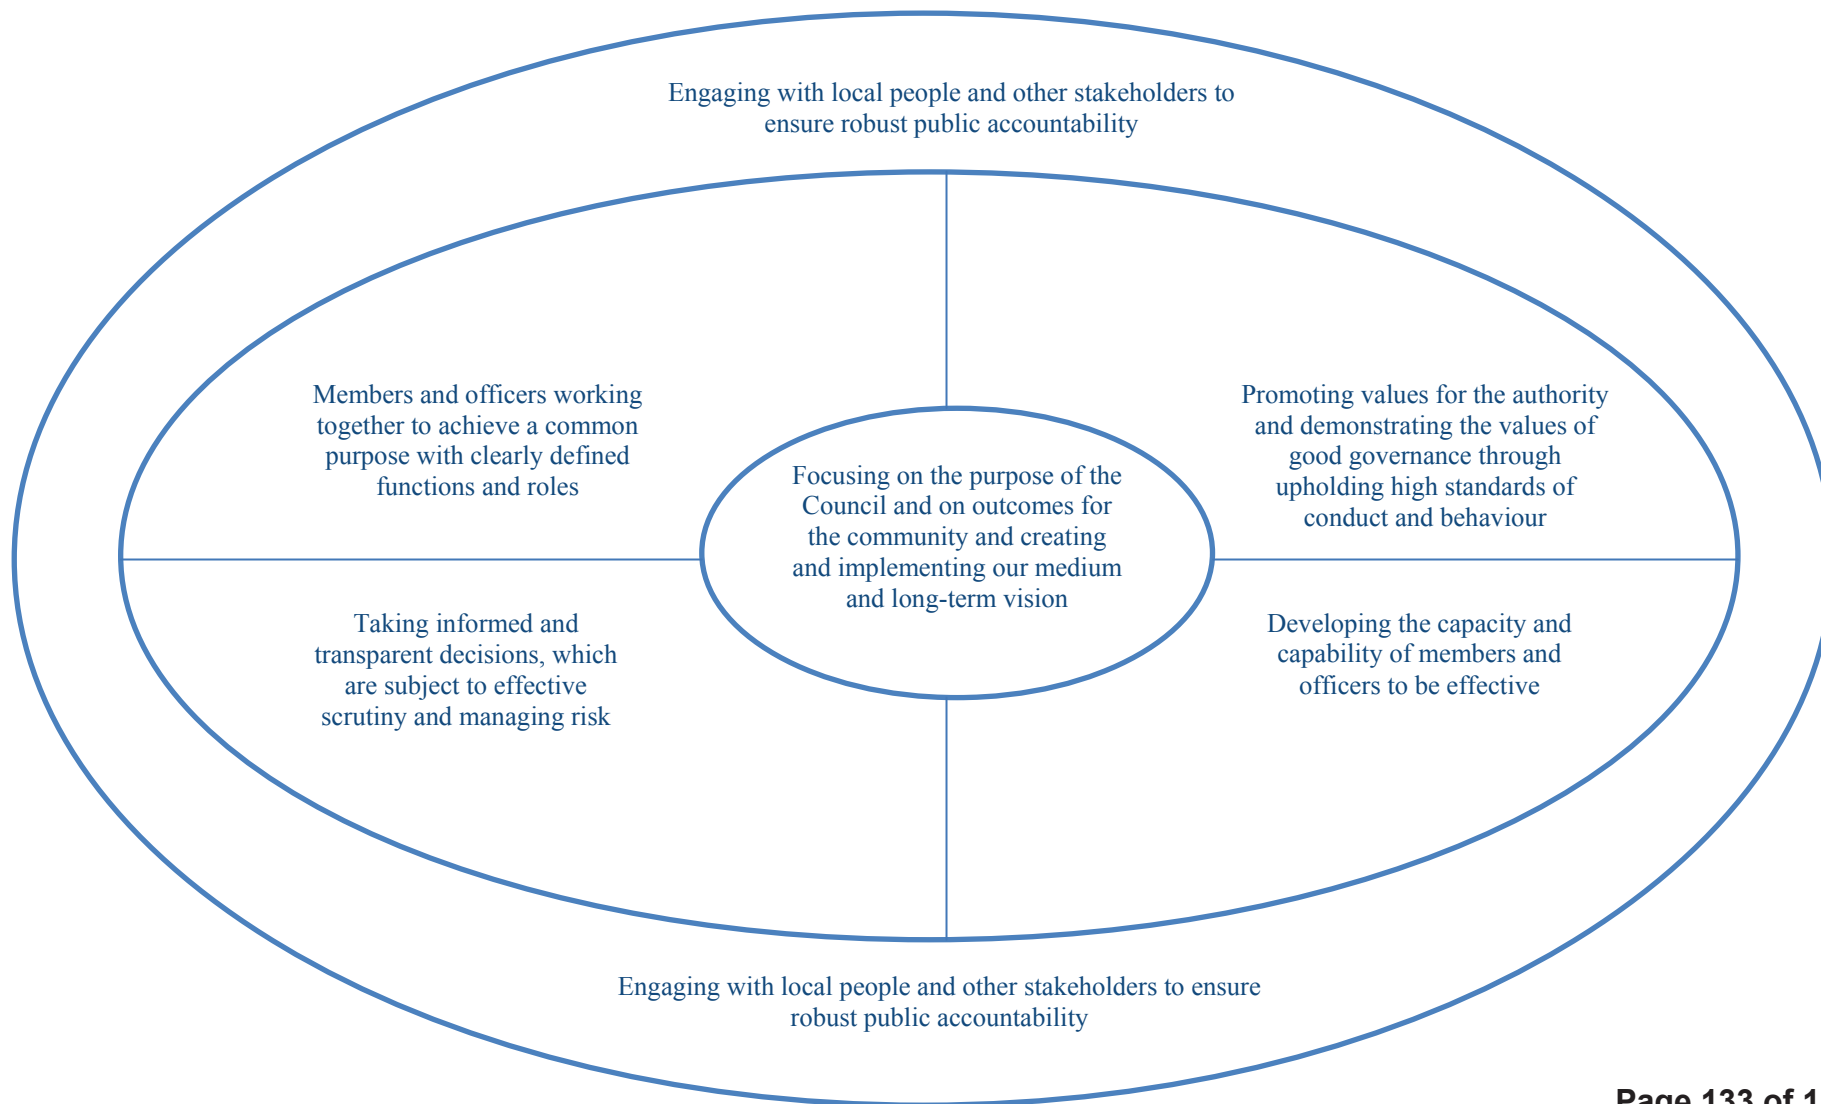 Engaging with local people and other stakeholders to
ensure robust public accountability
Members and officers working
together to achieve a common
purpose with clearly defined
functions and roles
Promoting values for the authority
and demonstrating the values of
good governance through
upholding high standards of
conduct and behaviour
Focusing on the purpose of the
Council and on outcomes for
the community and creating
and implementing our medium
and long-term vision
Taking informed and
transparent decisions, which
are subject to effective
scrutiny and managing risk
Developing the capacity and
capability of members and
officers to be effective
Engaging with local people and other stakeholders to ensure
robust public accountability
Page 133 of 1